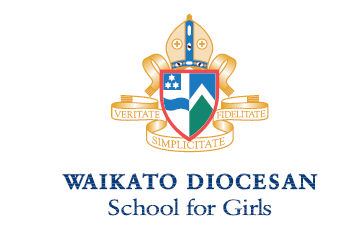 VERITATE
FIDELITATE
SIMPLICITATE
WAIKATO DIOCESAN
School for Girls